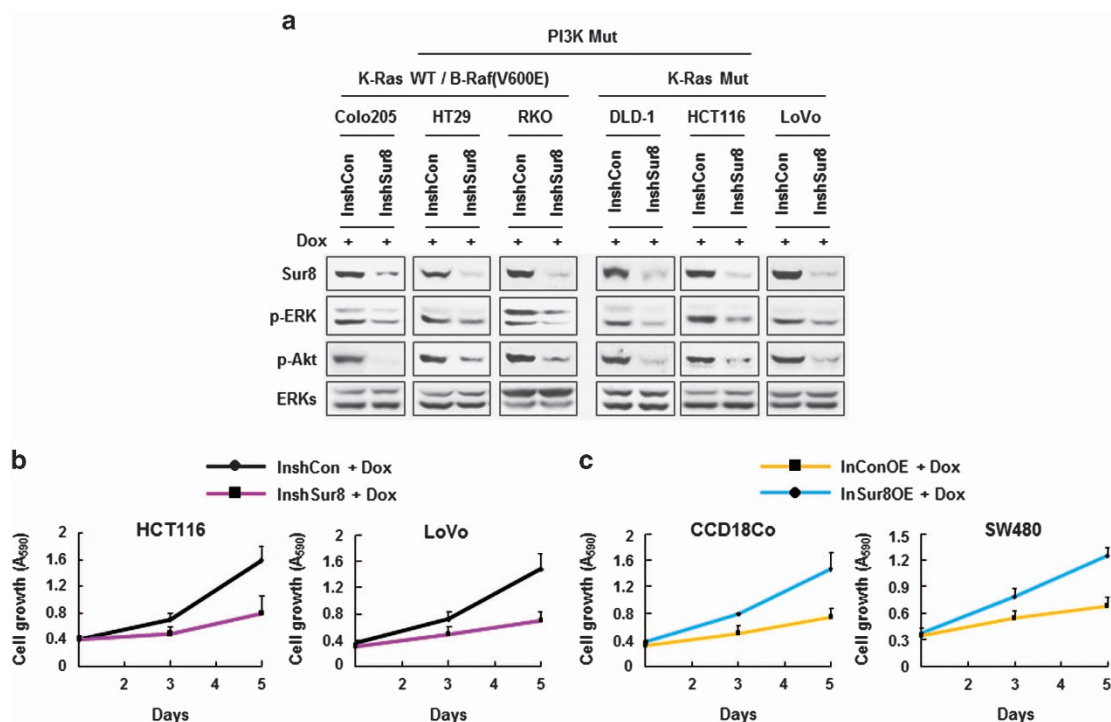 a
PI3K Mut
K-Ras WT / B-Raf(V600E) K-Ras Mut
Colo205 HT29 RKO DLD-1 HCT116 LoVo
InshCon InshSur8 InshCon InshSur8 InshCon InshSur8 InshCon InshSur8 InshCon InshSur8 InshCon InshSur8
Dox + + + + + + + + + + + +
Sur8
p-ERK
p-Akt
ERKs
b
InshCon + Dox
InshSur8 + Dox
HCT116
Cell growth (A590)
2
1.6
1.2
0.8
0.4
0
2 3 4 5
Days
LoVo
Cell growth (A590)
2
1.6
1.2
0.8
0.4
0
2 3 4 5
Days
c
InConOE + Dox
InSur8OE + Dox
CCD18Co
Cell growth (A590)
2
1.6
1.2
0.8
0.4
0
2 3 4 5
Days
SW480
Cell growth (A590)
1.5
1.2
0.9
0.6
0.3
0
2 3 4 5
Days